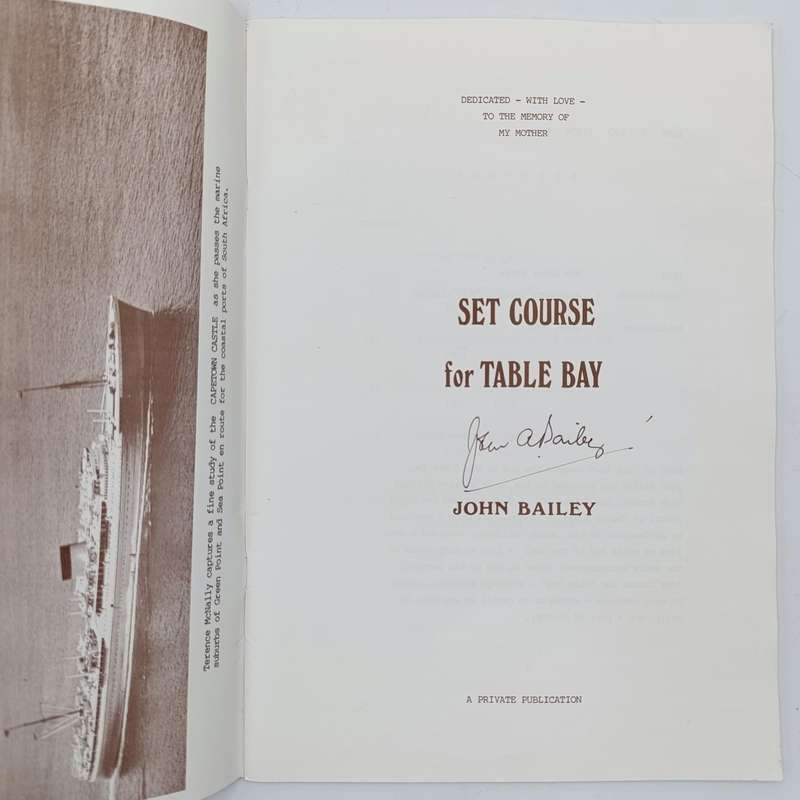 Terence McNally captures a fine study of the CAPETOWN CASTLE as she passes the marine
suburbs of Green Point and Sea Point en route for the coastal ports of South Africa.
DEDICATED - WITH LOVE -
TO THE MEMORY OF
MY MOTHER
SET COURSE
for TABLE BAY
John A Bailey
JOHN BAILEY
A PRIVATE PUBLICATION